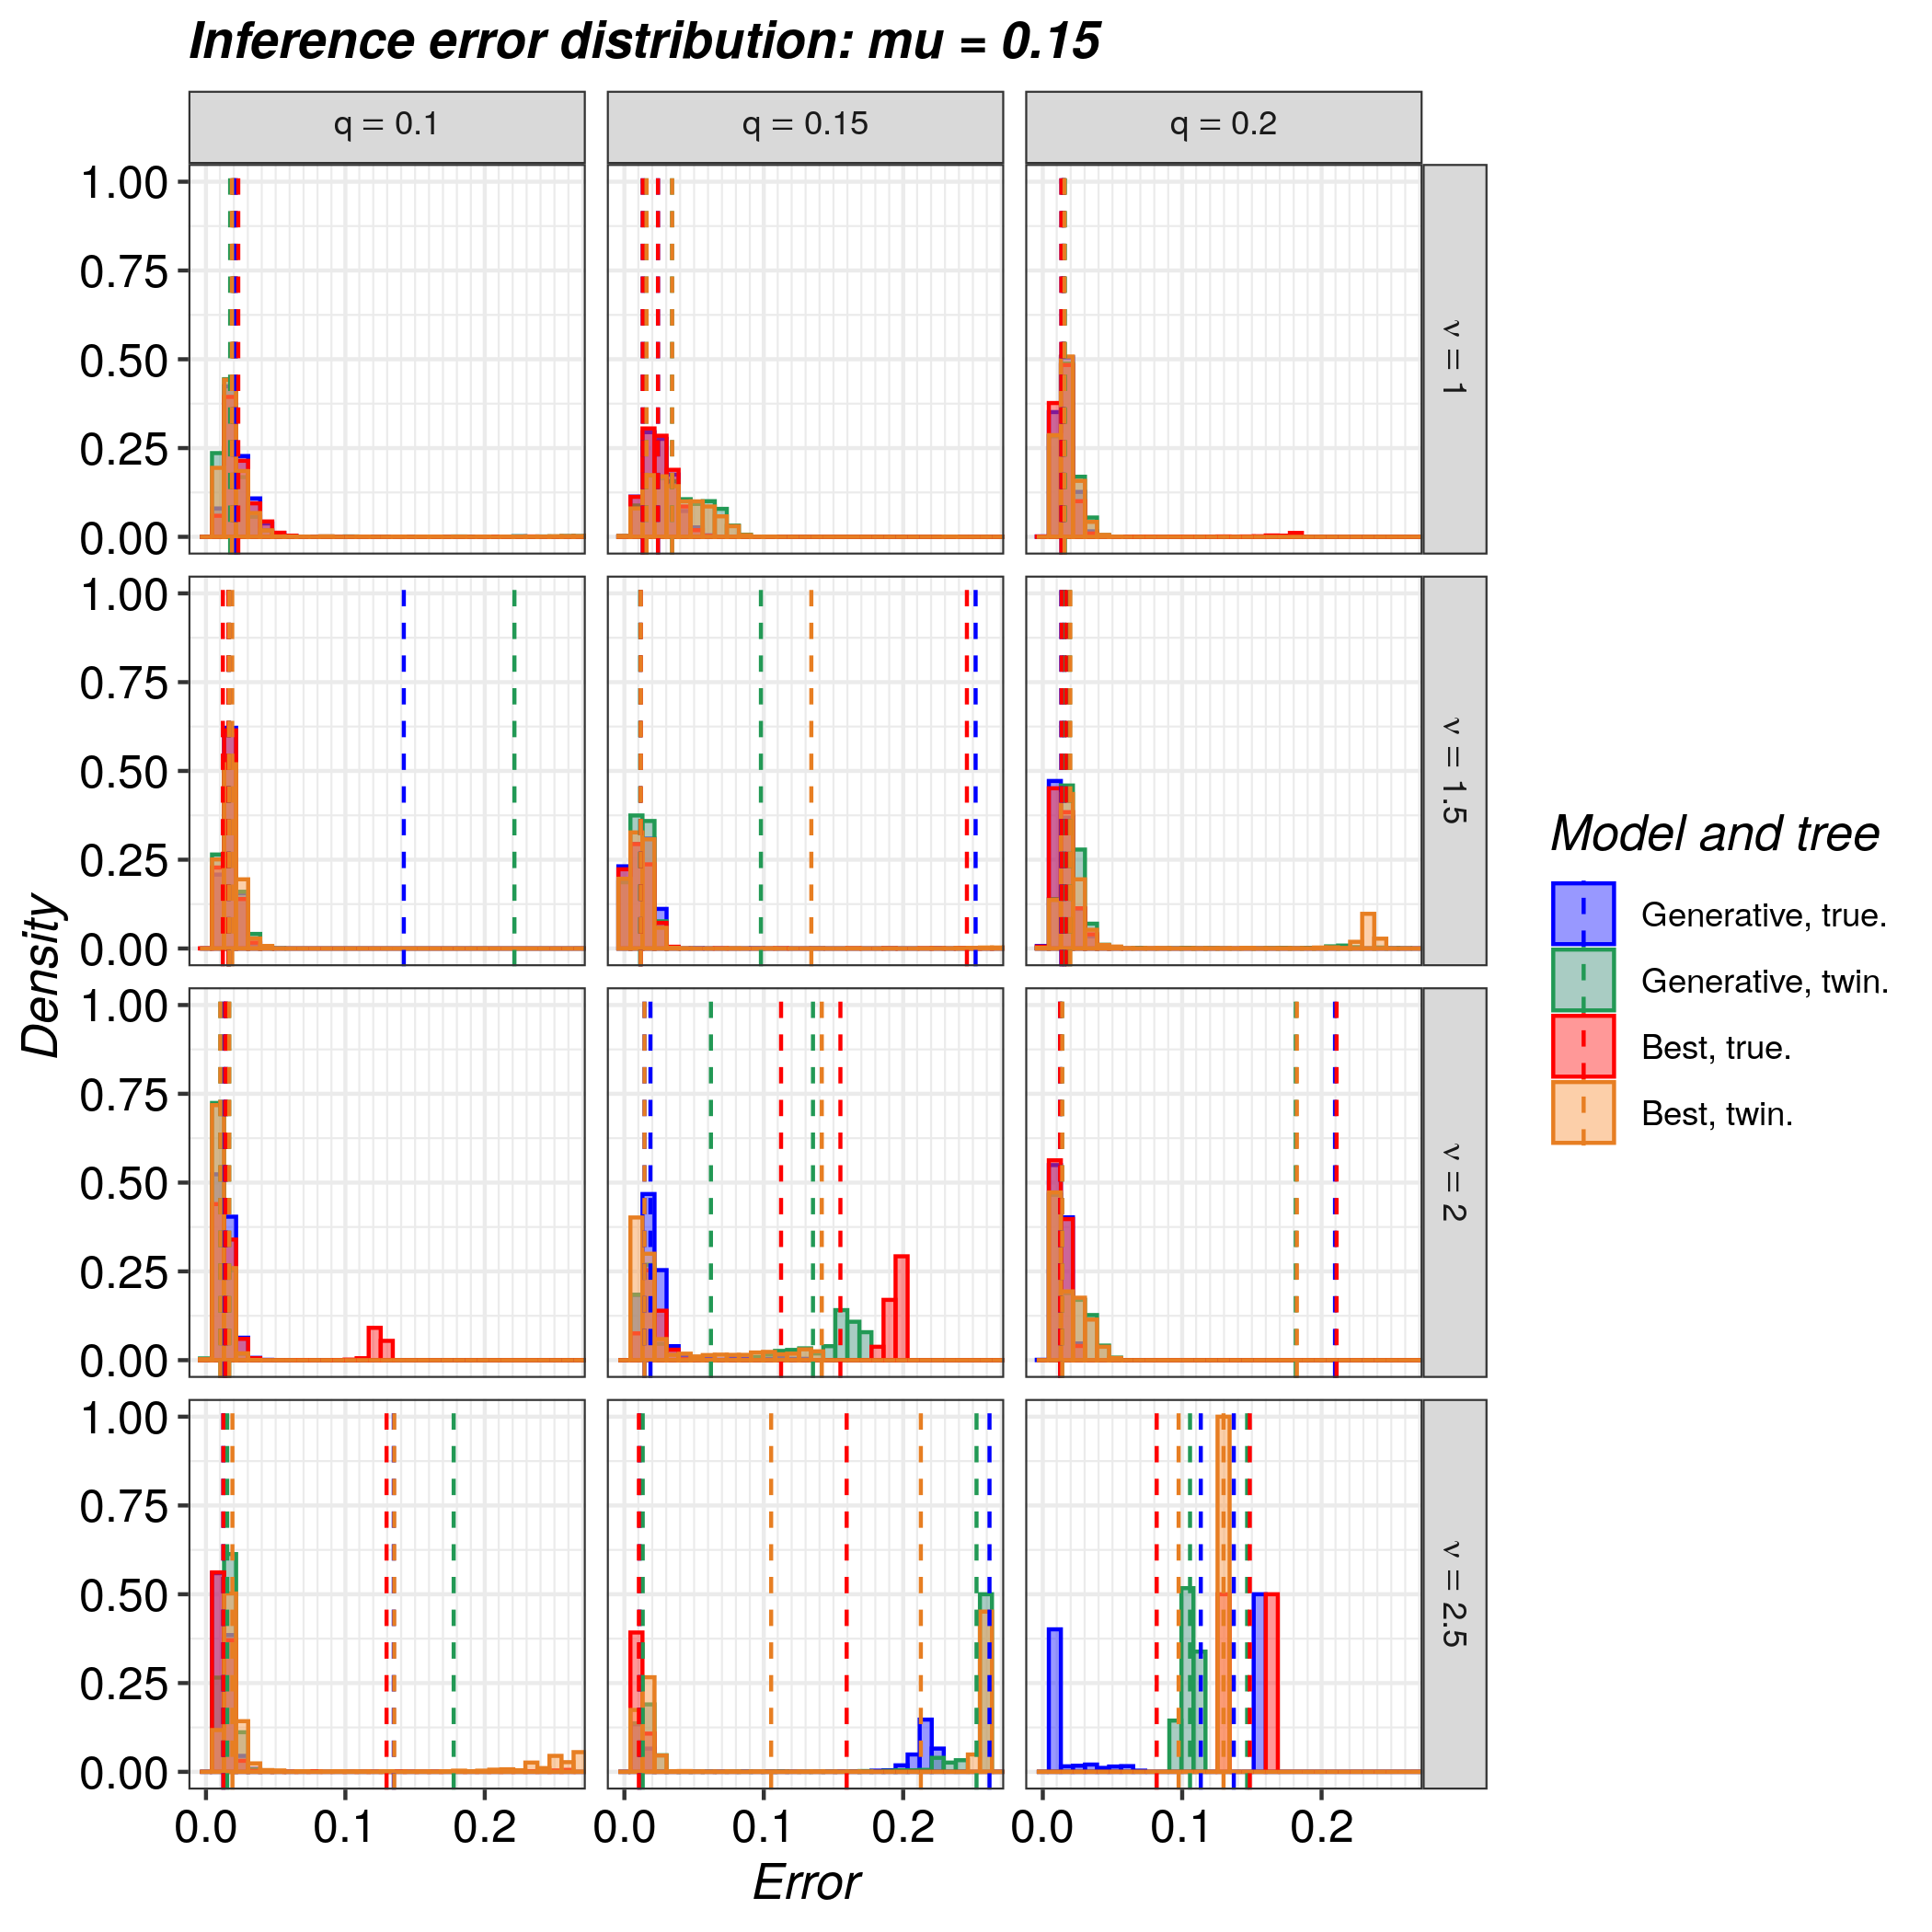 Inference error distribution: mu = 0.15
q = 0.1
q = 0.15
q = 0.2
1.00
0.75
0.50
0.25
0.00
ν = 1
1.00
0.75
0.50
0.25
0.00
ν = 1.5
1.00
0.75
0.50
0.25
0.00
ν = 2
1.00
0.75
0.50
0.25
0.00
ν = 2.5
0.0 0.1 0.2
0.0 0.1 0.2
0.0 0.1 0.2
Error
Density
Model and tree
Generative, true.
Generative, twin.
Best, true.
Best, twin.